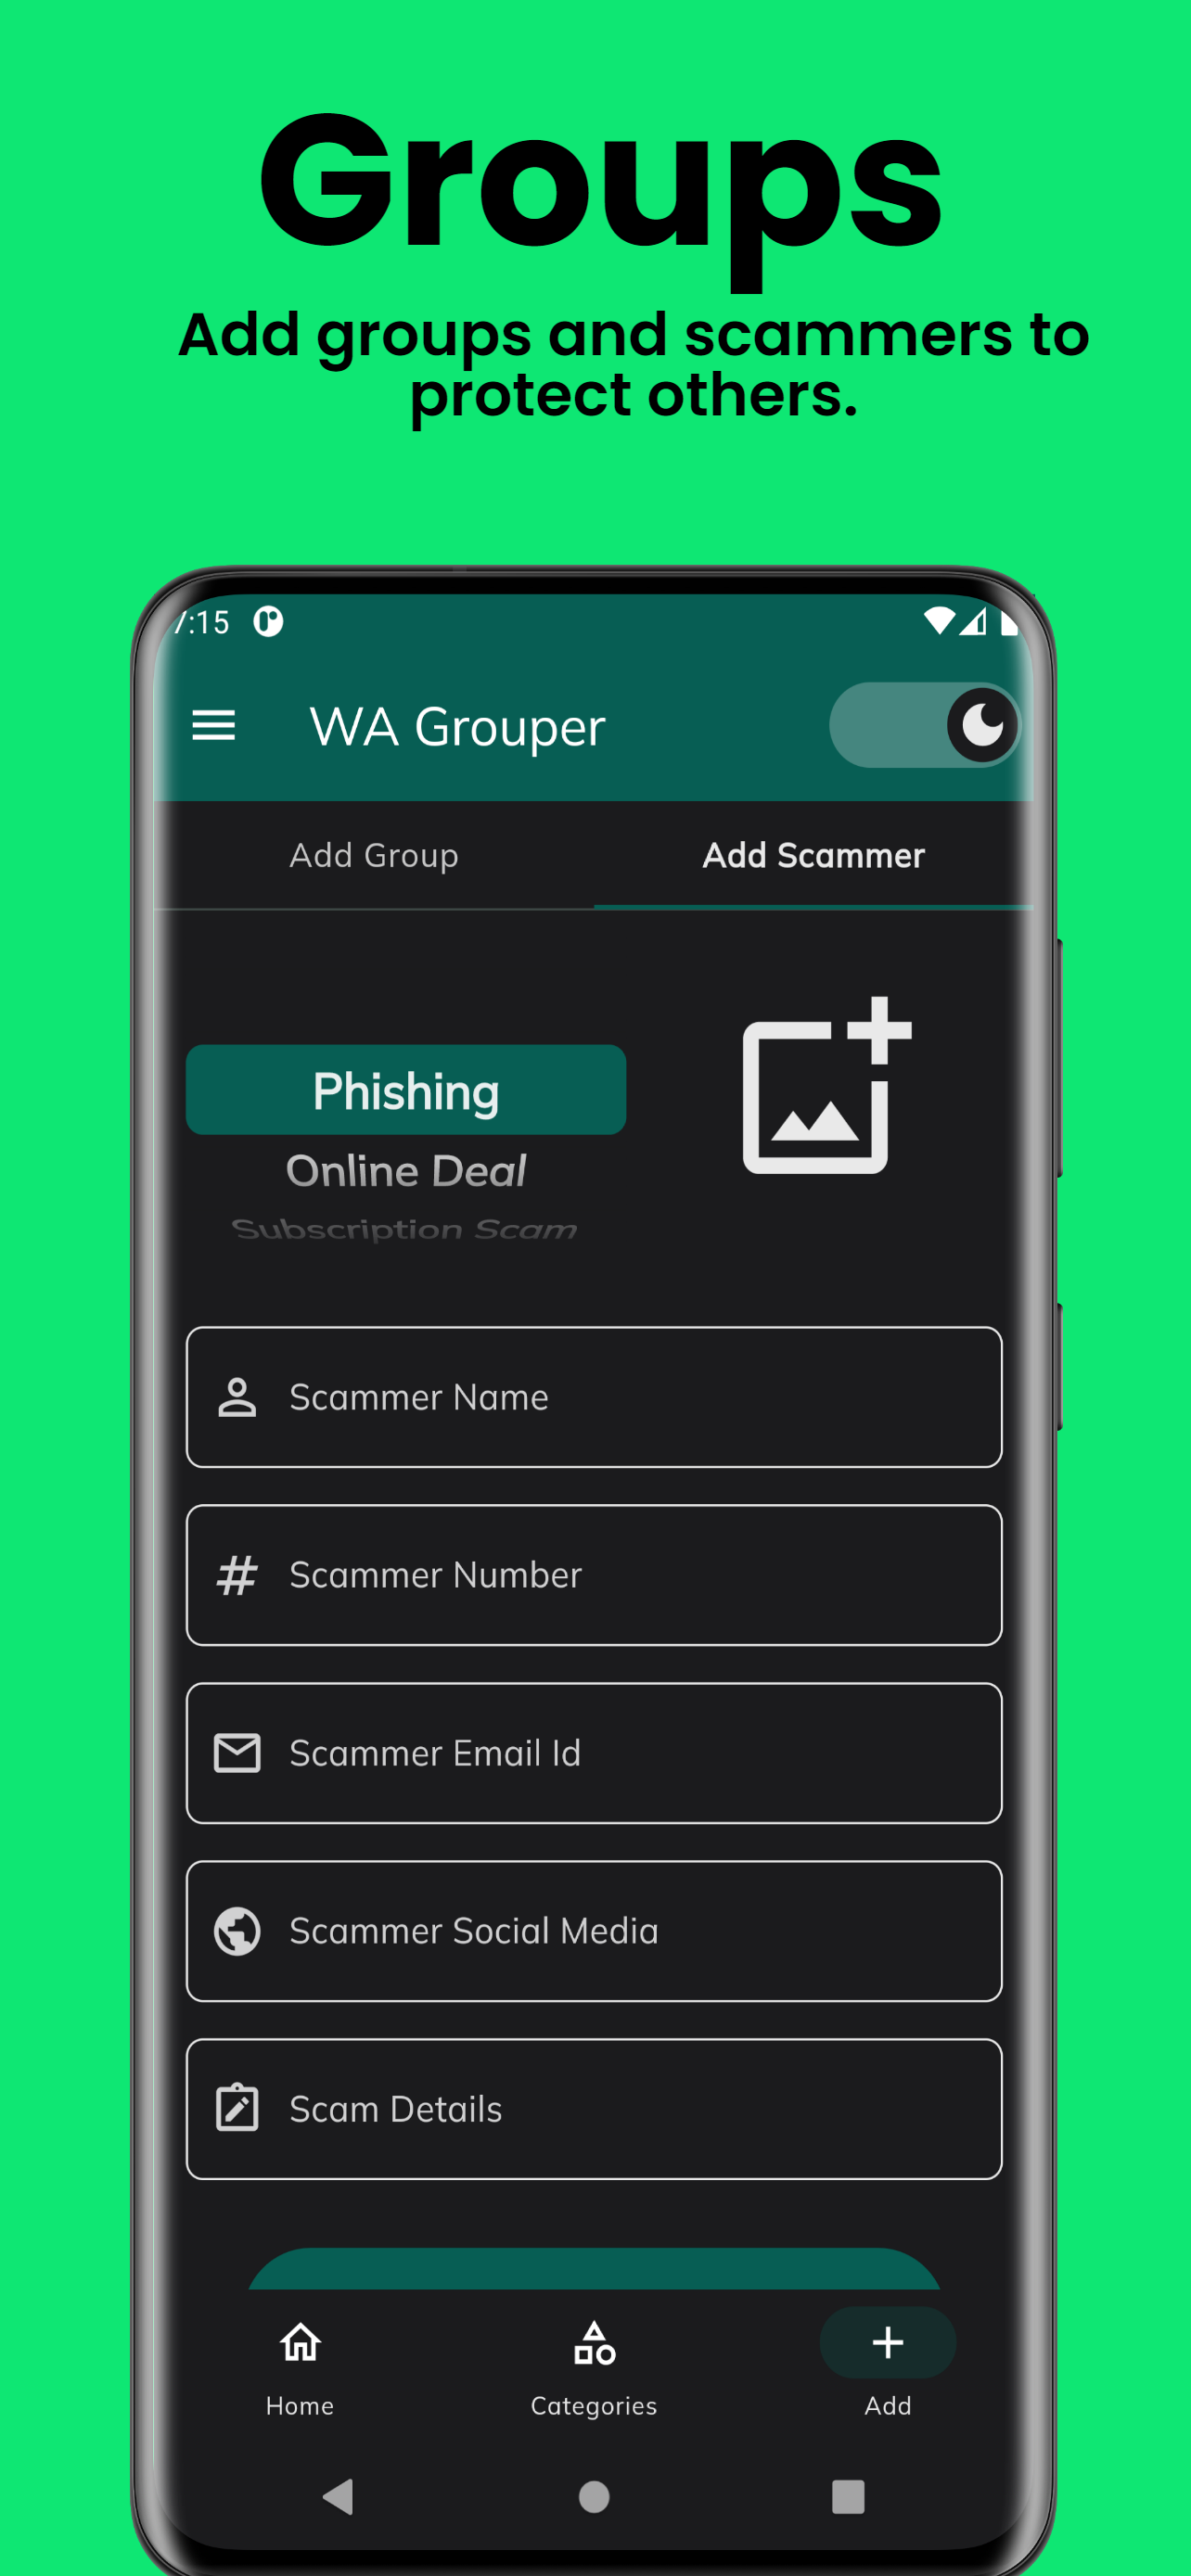 Groups
Add groups and scammers to
protect others.
7:15
WA Grouper
Add Group
Add Scammer
Phishing
Online Deal
Subscription Scam
Scammer Name
Scammer Number
Scammer Email Id
Scammer Social Media
Scam Details
Home
Categories
Add